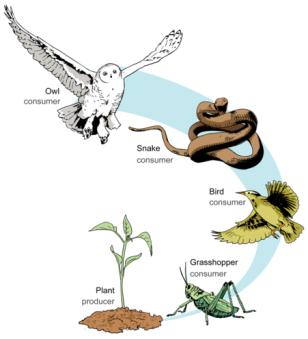 Owl
consumer
Snake
consumer
Bird
consumer
Grasshopper
consumer
Plant
producer